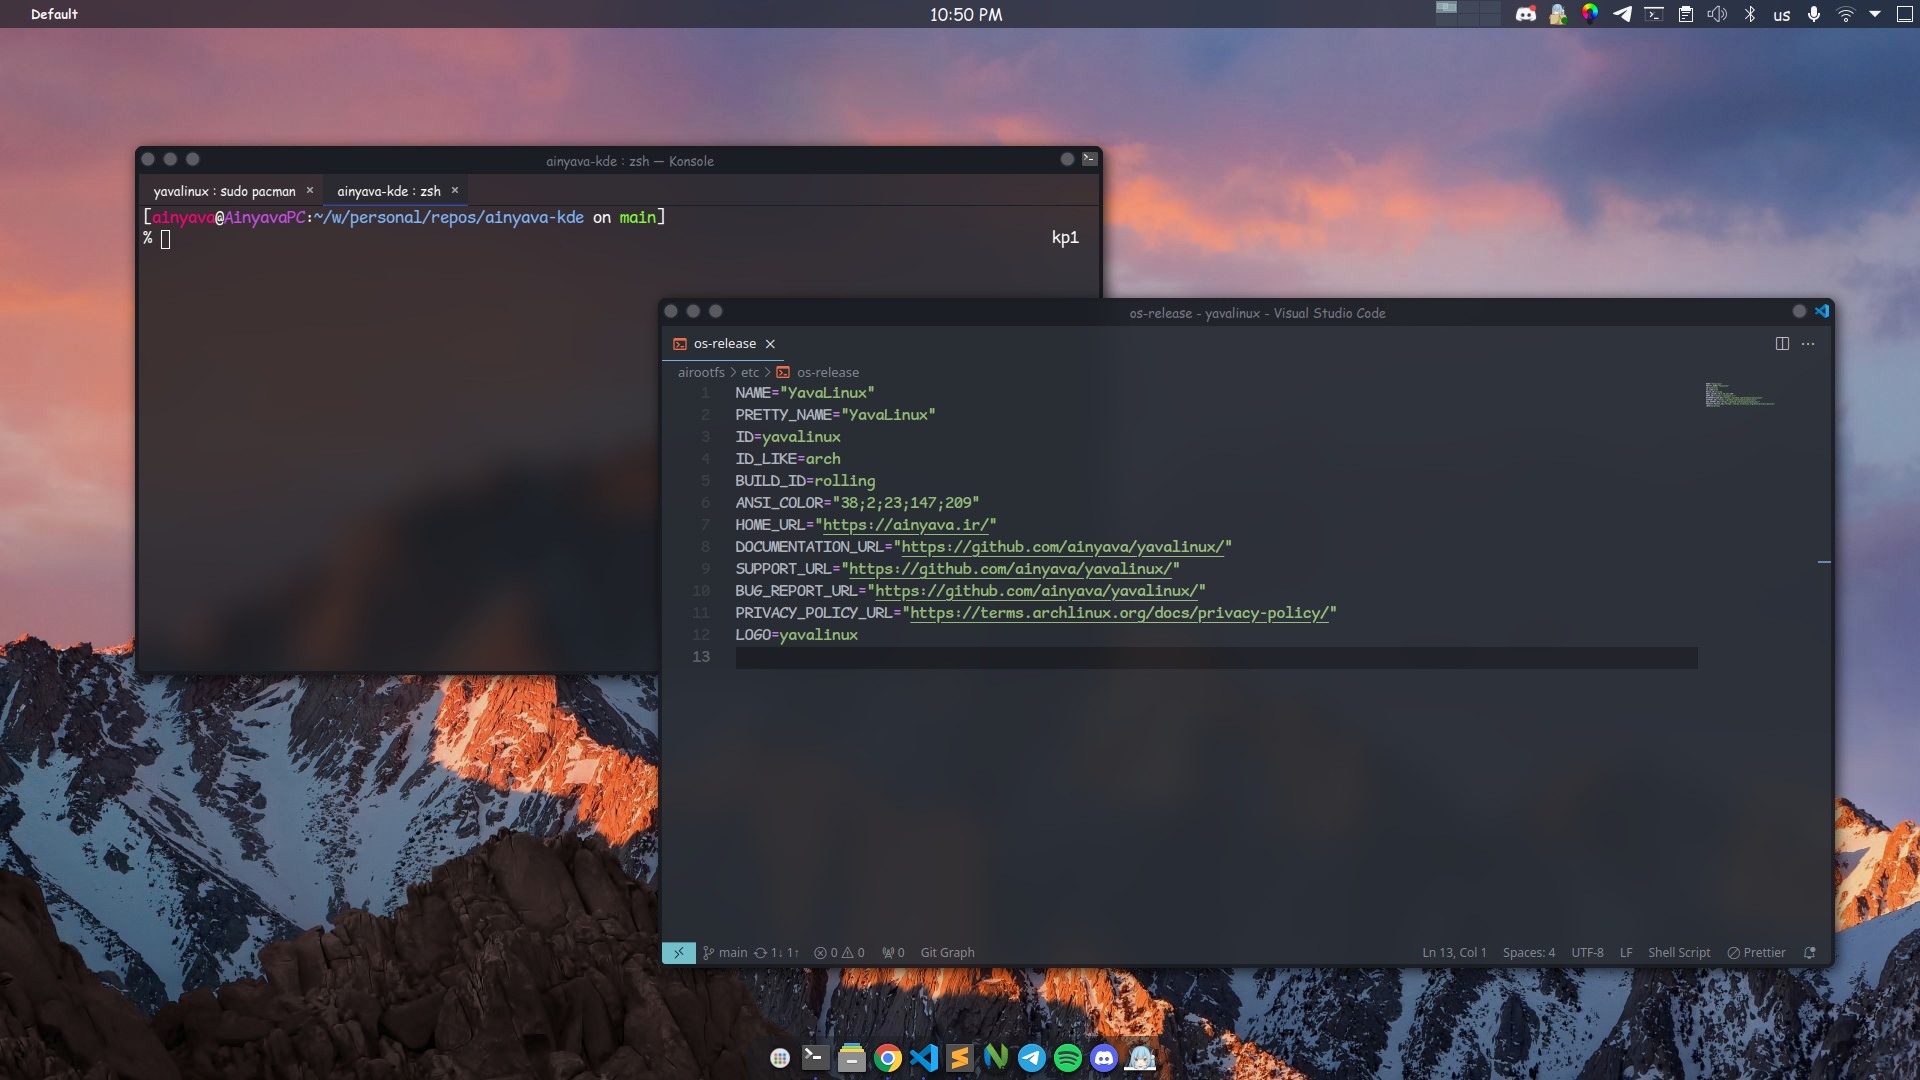 Default
10:50 PM
us
ainyava-kde : zsh — Konsole
yavalinux : sudo pacman ×
ainyava-kde : zsh ×
[ainyava@AinyavaPC:~/w/personal/repos/ainyava-kde on main]
% kp1
os-release - yavalinux - Visual Studio Code
os-release ×
airootfs > etc > os-release
1 NAME="YavaLinux"
2 PRETTY_NAME="YavaLinux"
3 ID=yavalinux
4 ID_LIKE=arch
5 BUILD_ID=rolling
6 ANSI_COLOR="38;2;23;147;209"
7 HOME_URL="https://ainyava.ir/"
8 DOCUMENTATION_URL="https://github.com/ainyava/yavalinux/"
9 SUPPORT_URL="https://github.com/ainyava/yavalinux/"
10 BUG_REPORT_URL="https://github.com/ainyava/yavalinux/"
11 PRIVACY_POLICY_URL="https://terms.archlinux.org/docs/privacy-policy/"
12 LOGO=yavalinux
13
main 1↓ 1↑ 0 0 0 Git Graph Ln 13, Col 1 Spaces: 4 UTF-8 LF Shell Script Prettier